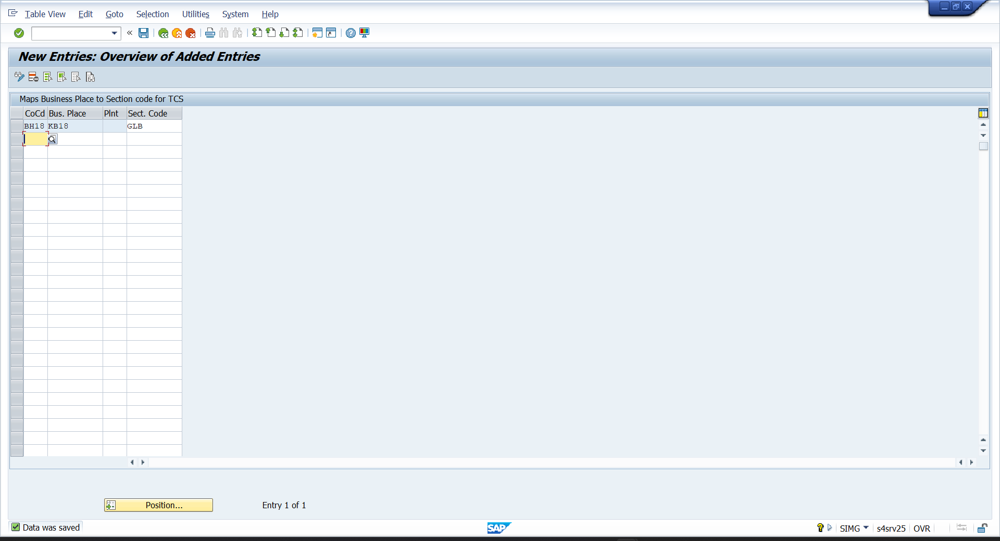 Table View Edit Goto Selection Utilities System Help
New Entries: Overview of Added Entries
Maps Business Place to Section code for TCS
CoCd Bus. Place Plnt Sect. Code
BH18 KB18 GLB
Position... Entry 1 of 1
Data was saved SAP SIMG s4srv25 OVR